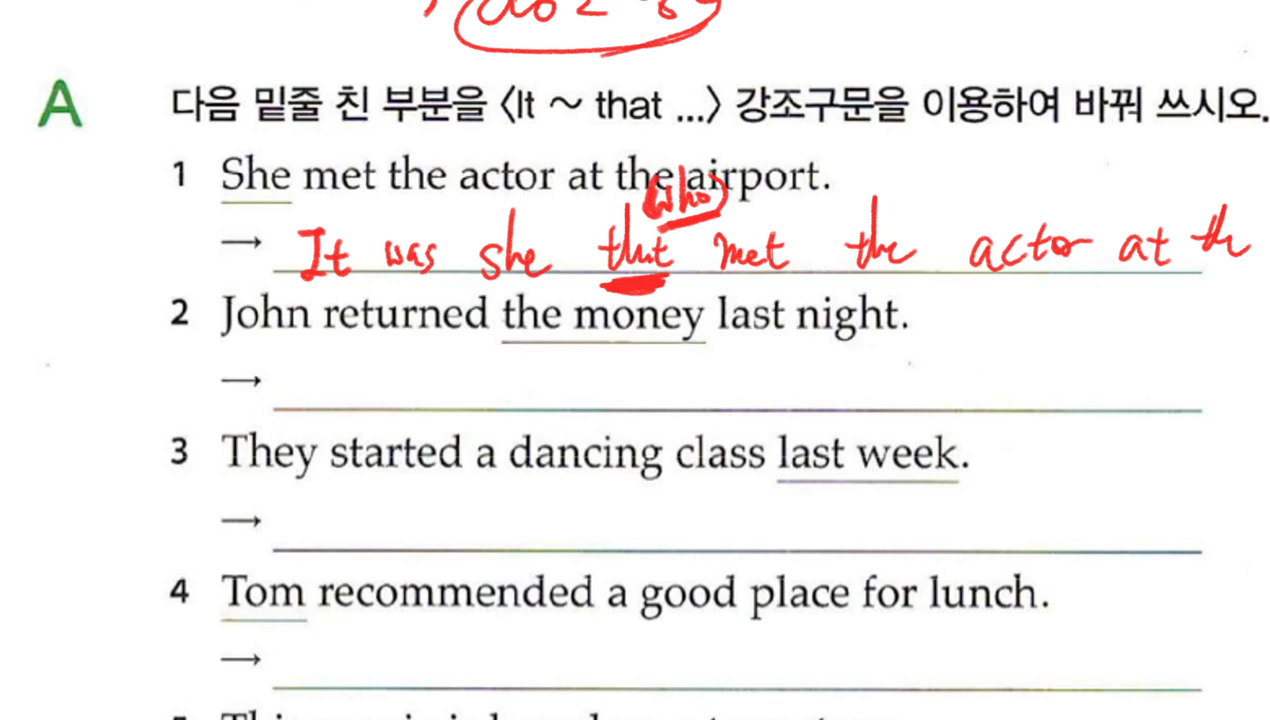 A 다음 밑줄 친 부분을 〈It ~ that ...〉 강조구문을 이용하여 바꿔 쓰시오.
1 She met the actor at the airport.
(who)
→ It was she that met the actor at th
2 John returned the money last night.
→
3 They started a dancing class last week.
→
4 Tom recommended a good place for lunch.
→